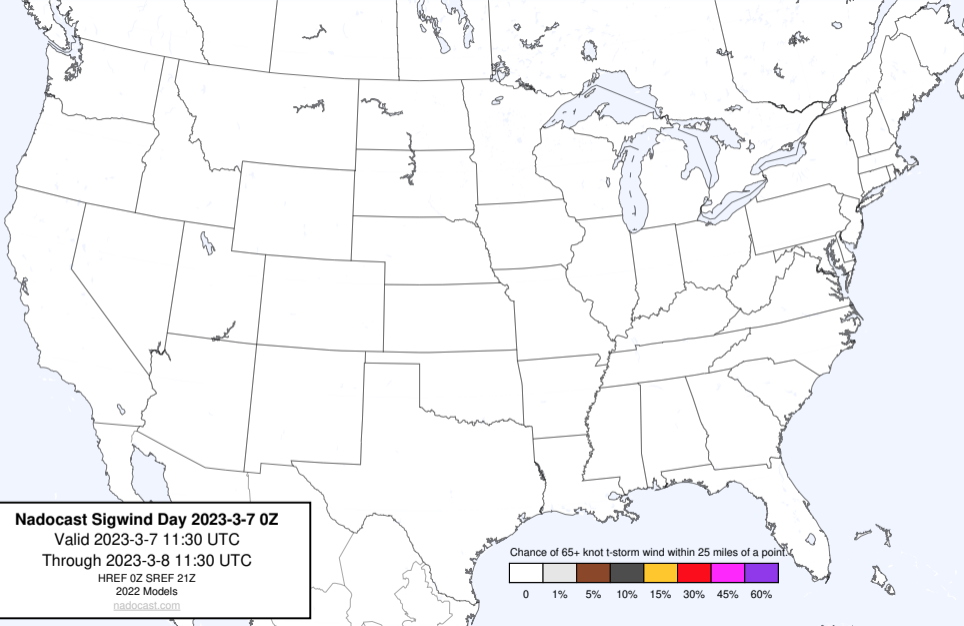 Nadocast Sigwind Day 2023-3-7 0Z
Valid 2023-3-7 11:30 UTC
Through 2023-3-8 11:30 UTC
HREF 0Z SREF 21Z
2022 Models
nadocast.com
Chance of 65+ knot t-storm wind within 25 miles of a point.
0 1% 5% 10% 15% 30% 45% 60%